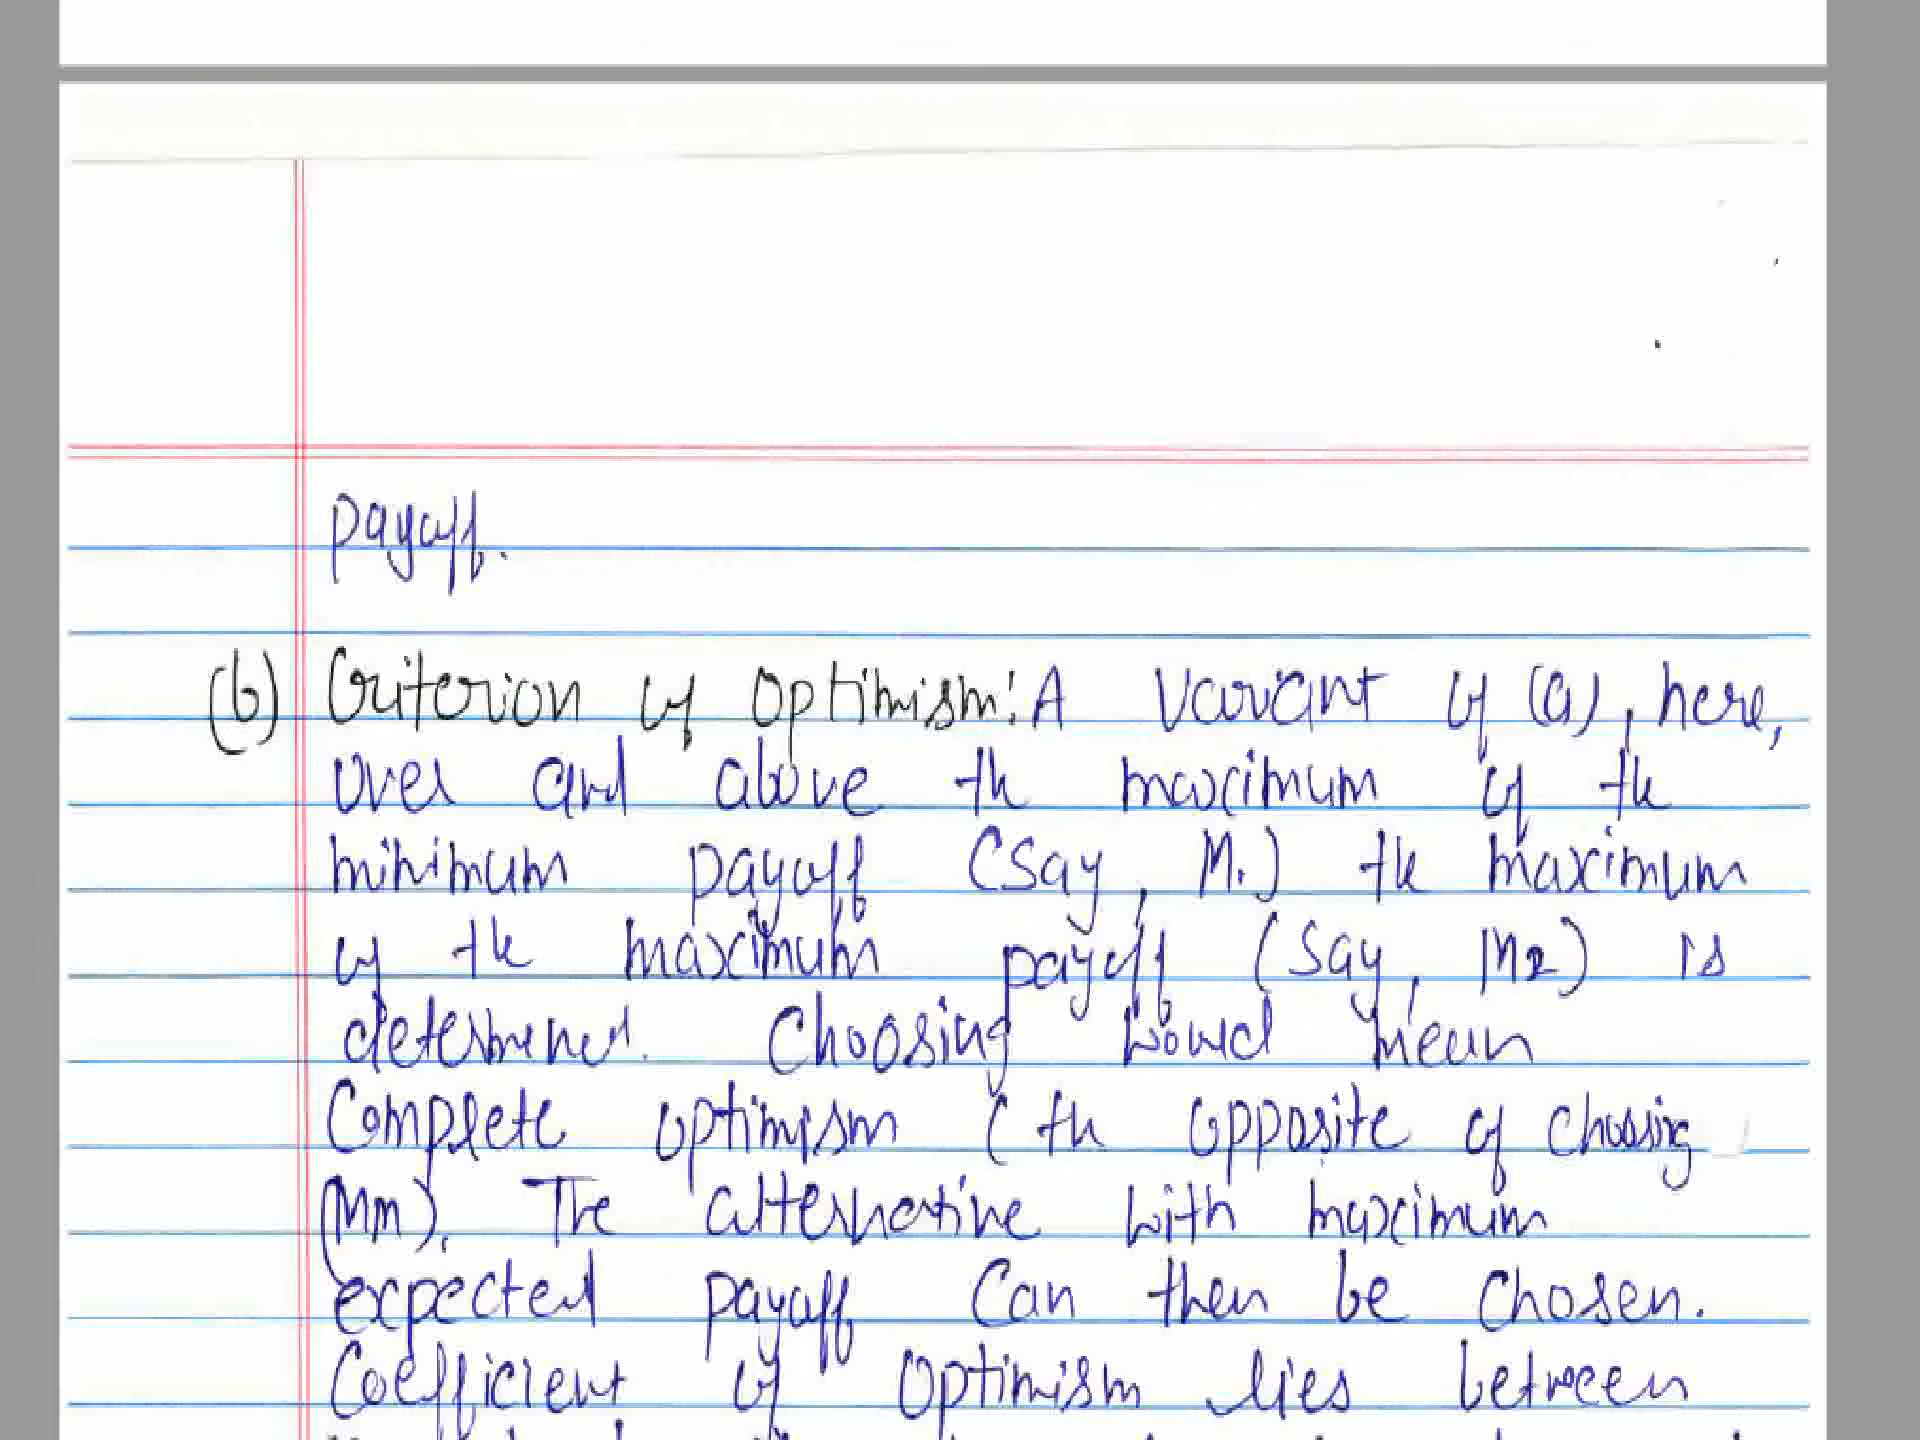 payoff.
(b) Criterion of optimism: A variant of (a), here,
over and above the maximum of the
minimum payoff (Say, M1) the maximum
of the maximum payoff (Say, M2) is
determined. Choosing would mean
Complete optimism (the opposite of choosing
Mm). The alternative with maximum
expected payoff Can then be chosen.
Coefficient of optimism lies between